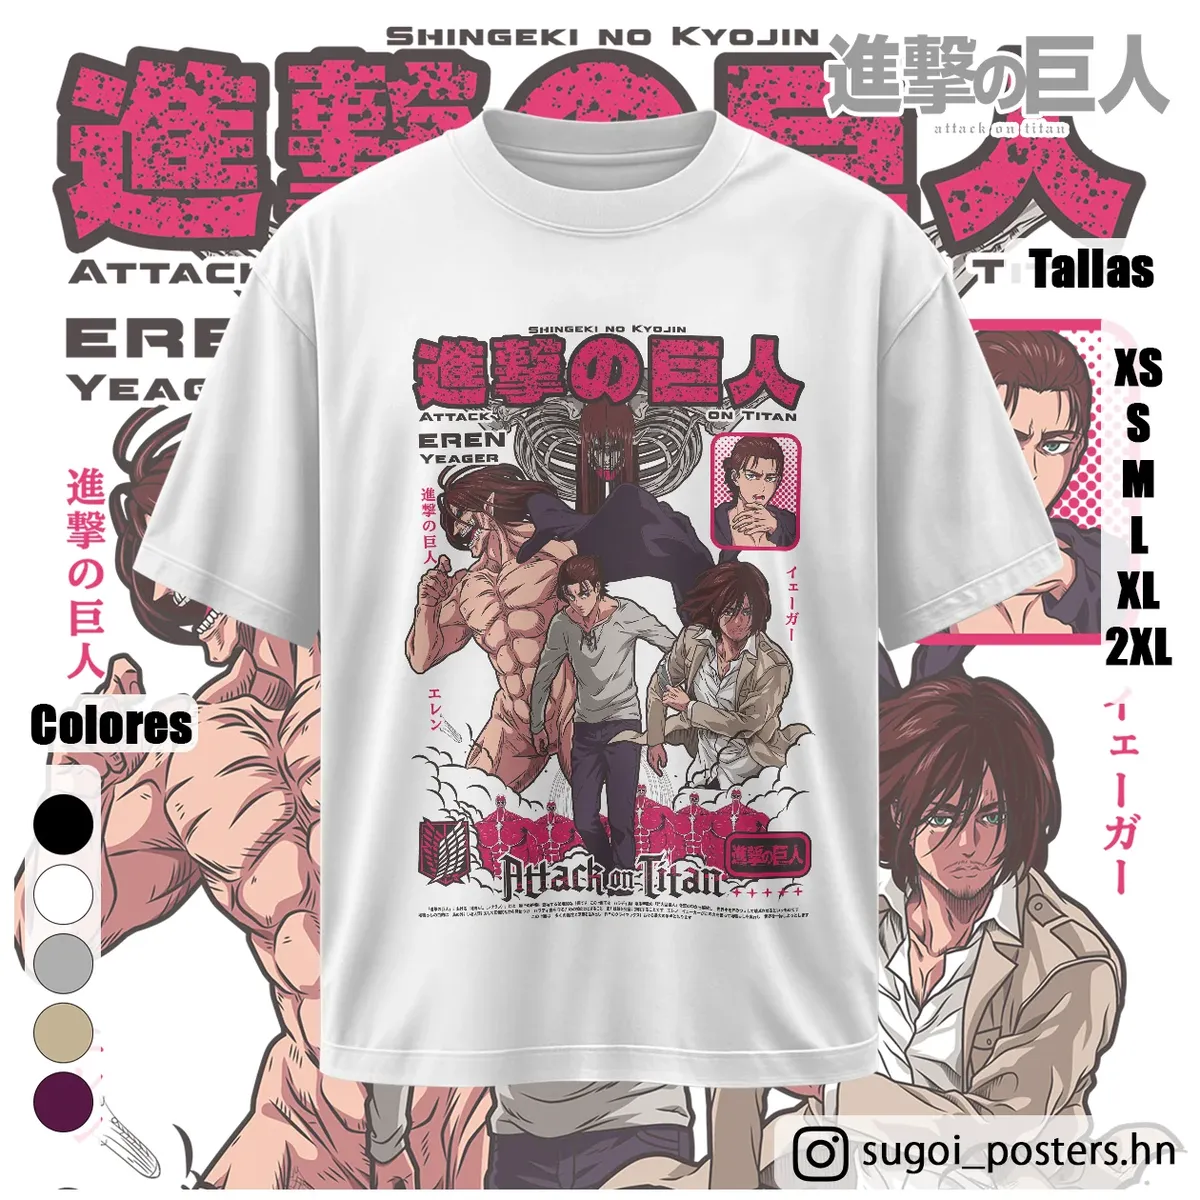 SHINGEKI NO KYOJIN
進撃の巨人
進撃の巨人
attack on titan
ATTACK
T
Tallas
EREN
YEAGER
XS
S
M
L
XL
2XL
進撃の巨人
イェーガー
Colores
SHINGEKI NO KYOJIN
進撃の巨人
ATTACK
ON TITAN
EREN
YEAGER
進撃の巨人
イェーガー
エレン
進撃の巨人
Attack on Titan
sugoi_posters.hn